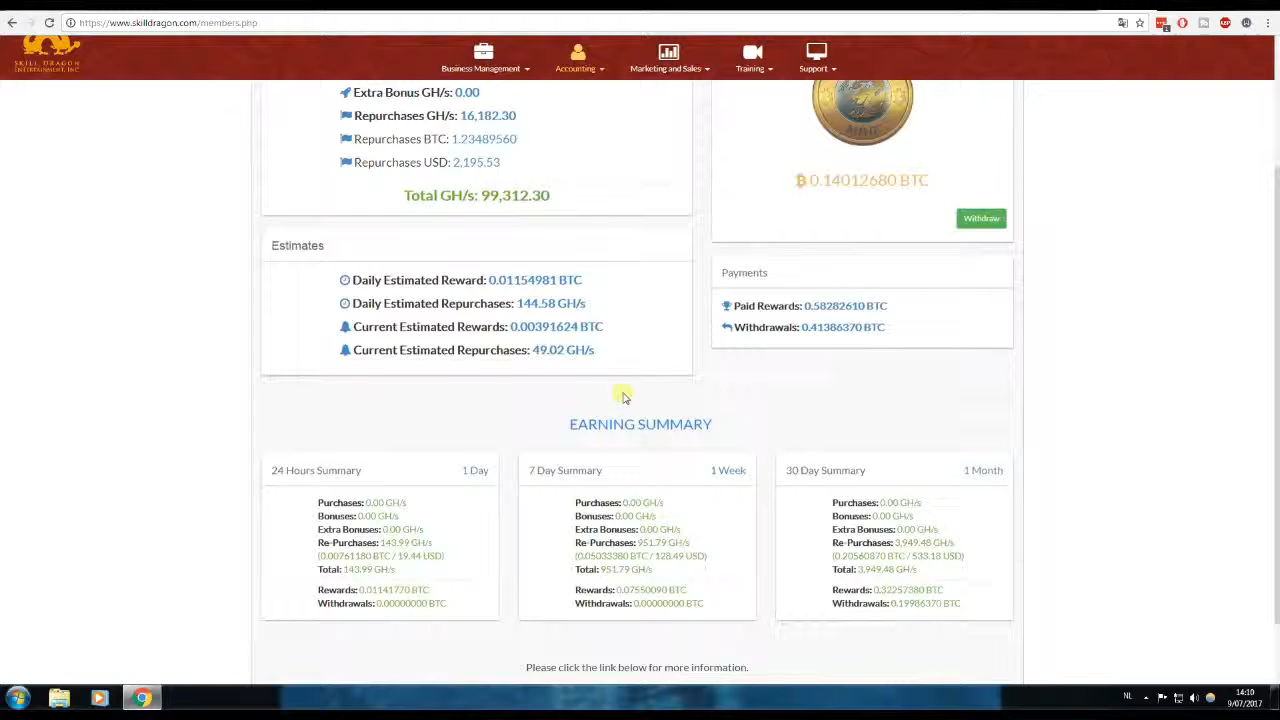 https://www.skilldragon.com/members.php
SKILL DRAGON
ENTERTAINMENT, INC
Business Management
Accounting
Marketing and Sales
Training
Support
Extra Bonus GH/s: 0.00
Repurchases GH/s: 16,182.30
Repurchases BTC: 1.23489560
Repurchases USD: 2,195.53
Total GH/s: 99,312.30
0.14012680 BTC
Withdraw
Estimates
Daily Estimated Reward: 0.01154981 BTC
Daily Estimated Repurchases: 144.58 GH/s
Current Estimated Rewards: 0.00391624 BTC
Current Estimated Repurchases: 49.02 GH/s
Payments
Paid Rewards: 0.58282610 BTC
Withdrawals: 0.41386370 BTC
EARNING SUMMARY
24 Hours Summary 1 Day
Purchases: 0.00 GH/s
Bonuses: 0.00 GH/s
Extra Bonuses: 0.00 GH/s
Re-Purchases: 143.99 GH/s
(0.00761180 BTC / 19.44 USD)
Total: 143.99 GH/s
Rewards: 0.01141770 BTC
Withdrawals: 0.00000000 BTC
7 Day Summary 1 Week
Purchases: 0.00 GH/s
Bonuses: 0.00 GH/s
Extra Bonuses: 0.00 GH/s
Re-Purchases: 951.79 GH/s
(0.05033380 BTC / 128.49 USD)
Total: 951.79 GH/s
Rewards: 0.07550090 BTC
Withdrawals: 0.00000000 BTC
30 Day Summary 1 Month
Purchases: 0.00 GH/s
Bonuses: 0.00 GH/s
Extra Bonuses: 0.00 GH/s
Re-Purchases: 3,949.48 GH/s
(0.20560870 BTC / 533.18 USD)
Total: 3,949.48 GH/s
Rewards: 0.32257380 BTC
Withdrawals: 0.19986370 BTC
Please click the link below for more information.
NL
14:10
9/07/2017